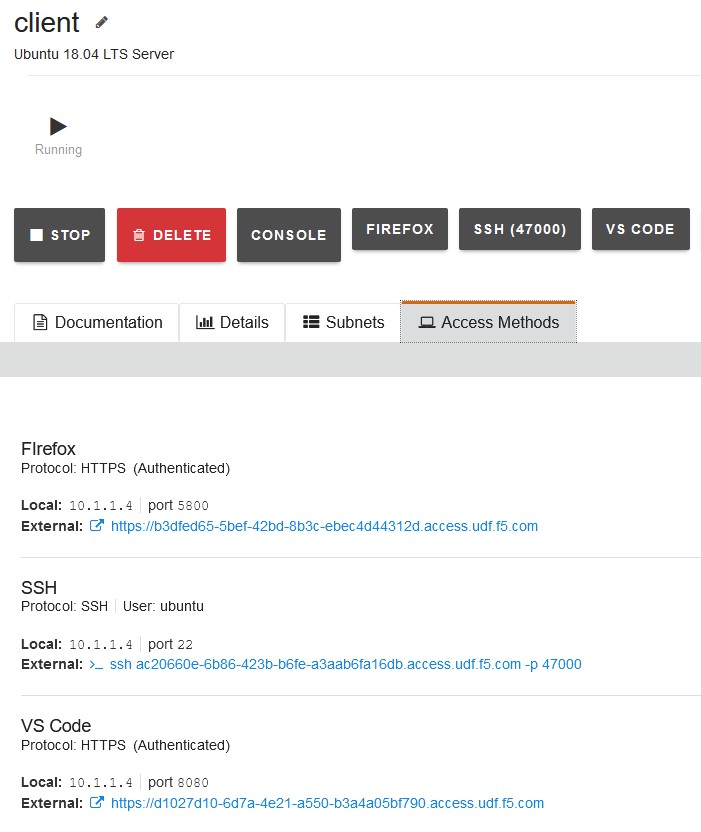 client
Ubuntu 18.04 LTS Server
Running
STOP DELETE CONSOLE FIREFOX SSH (47000) VS CODE
Documentation Details Subnets Access Methods
FIrefox
Protocol: HTTPS (Authenticated)
Local: 10.1.1.4 port 5800
External: https://b3dfed65-5bef-42bd-8b3c-ebec4d44312d.access.udf.f5.com
SSH
Protocol: SSH User: ubuntu
Local: 10.1.1.4 port 22
External: >_ ssh ac20660e-6b86-423b-b6fe-a3aab6fa16db.access.udf.f5.com -p 47000
VS Code
Protocol: HTTPS (Authenticated)
Local: 10.1.1.4 port 8080
External: https://d1027d10-6d7a-4e21-a550-b3a4a05bf790.access.udf.f5.com